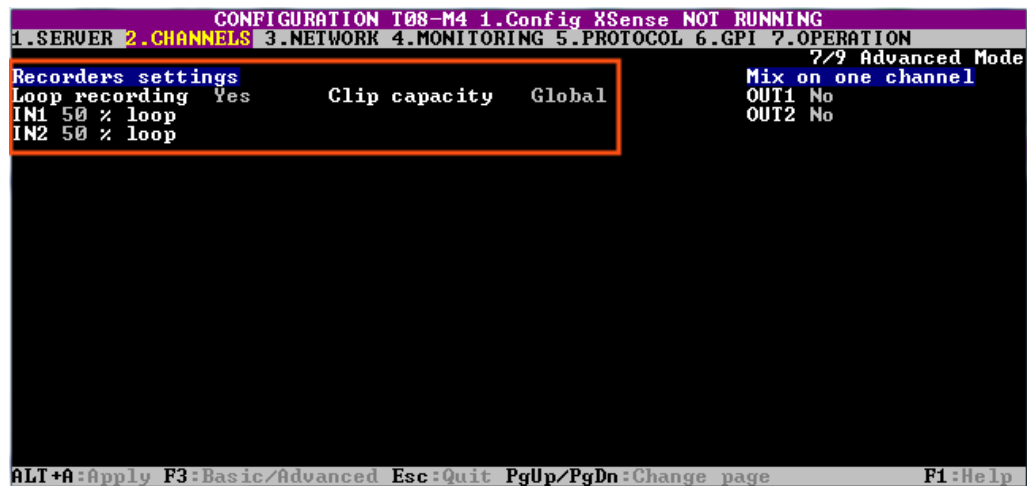 CONFIGURATION T08-M4 1.Config XSense NOT RUNNING
1.SERVER 2.CHANNELS 3.NETWORK 4.MONITORING 5.PROTOCOL 6.GPI 7.OPERATION
7/9 Advanced Mode
Recorders settings Mix on one channel
Loop recording Yes Clip capacity Global OUT1 No
IN1 50 % loop OUT2 No
IN2 50 % loop
ALT+A:Apply F3:Basic/Advanced Esc:Quit PgUp/PgDn:Change page F1:Help